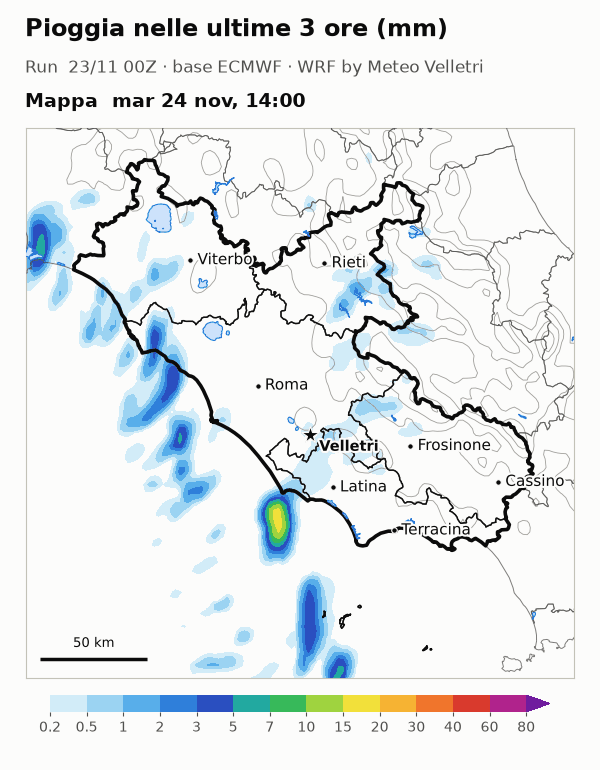 Pioggia nelle ultime 3 ore (mm)
Run  23/11 00Z · base ECMWF · WRF by Meteo Velletri
Mappa  mar 24 nov, 14:00
Viterbo
Rieti
Roma
Velletri
Frosinone
Latina
Cassino
Terracina
50 km
0.2 0.5 1 2 3 5 7 10 15 20 30 40 60 80